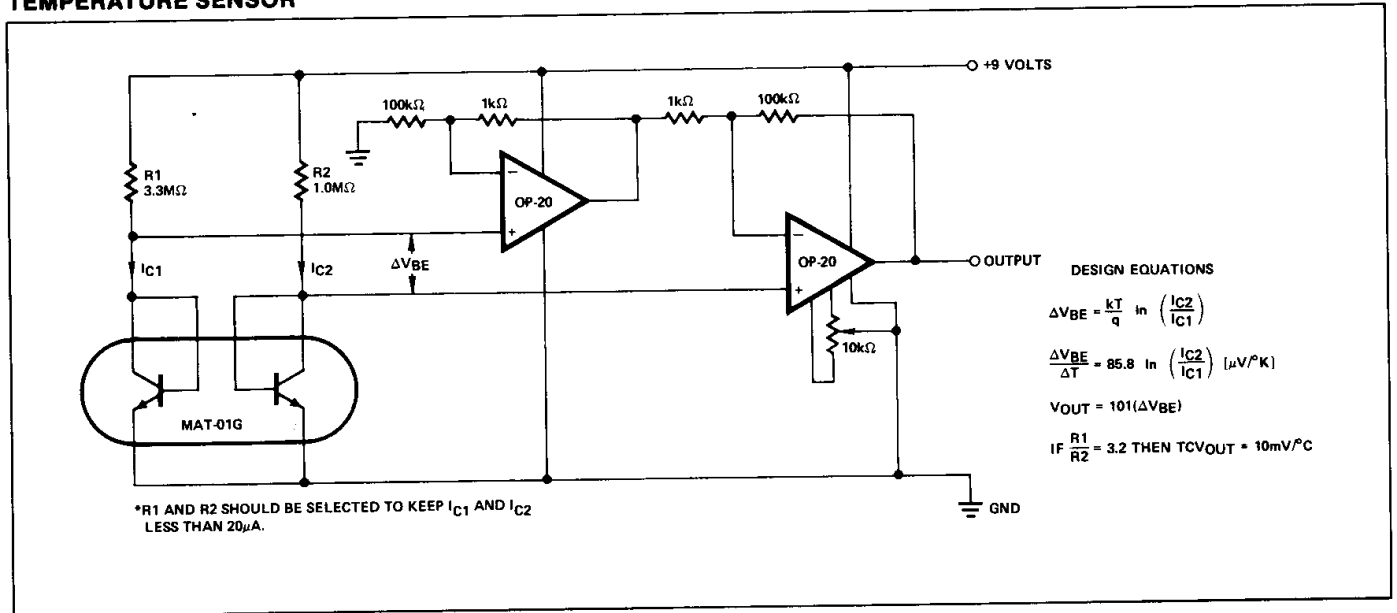 TEMPERATURE SENSOR
+9 VOLTS
100kΩ
1kΩ
1kΩ
100kΩ
R1
3.3MΩ
R2
1.0MΩ
−
OP-20
+
IC1
IC2
ΔVBE
−
OP-20
+
OUTPUT
10kΩ
MAT-01G
GND
*R1 AND R2 SHOULD BE SELECTED TO KEEP IC1 AND IC2
LESS THAN 20μA.
DESIGN EQUATIONS
ΔVBE = kT/q ln (IC2/IC1)
ΔVBE/ΔT = 85.8 ln (IC2/IC1) [μV/°K]
VOUT = 101(ΔVBE)
IF R1/R2 = 3.2 THEN TCVOUT = 10mV/°C